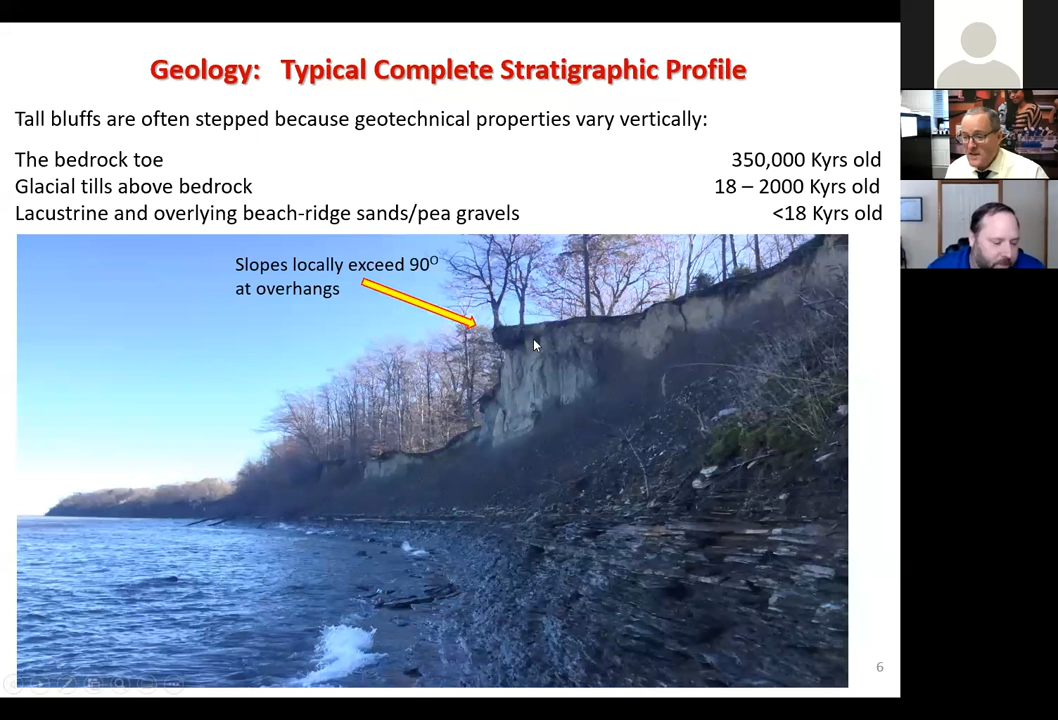 Geology: Typical Complete Stratigraphic Profile
Tall bluffs are often stepped because geotechnical properties vary vertically:
The bedrock toe 350,000 Kyrs old
Glacial tills above bedrock 18 – 2000 Kyrs old
Lacustrine and overlying beach-ridge sands/pea gravels <18 Kyrs old
Slopes locally exceed 90°
at overhangs
6